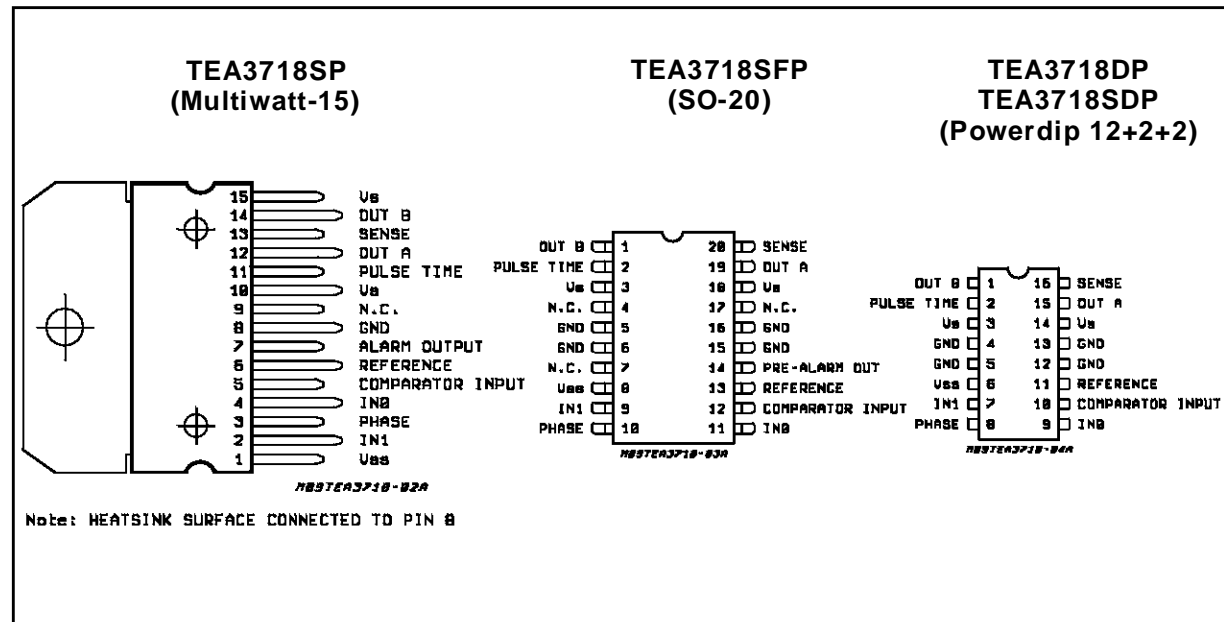 TEA3718SP
(Multiwatt-15)
15 Vs
14 OUT B
13 SENSE
12 OUT A
11 PULSE TIME
10 Vs
9 N.C.
8 GND
7 ALARM OUTPUT
6 REFERENCE
5 COMPARATOR INPUT
4 IN0
3 PHASE
2 IN1
1 Vss
M89TEA3718-02A
Note: HEATSINK SURFACE CONNECTED TO PIN 8
TEA3718SFP
(SO-20)
OUT B 1 20 SENSE
PULSE TIME 2 19 OUT A
Vs 3 18 Vs
N.C. 4 17 N.C.
GND 5 16 GND
GND 6 15 GND
N.C. 7 14 PRE-ALARM OUT
Vss 8 13 REFERENCE
IN1 9 12 COMPARATOR INPUT
PHASE 10 11 IN0
M89TEA3718-03A
TEA3718DP
TEA3718SDP
(Powerdip 12+2+2)
OUT B 1 16 SENSE
PULSE TIME 2 15 OUT A
Vs 3 14 Vs
GND 4 13 GND
GND 5 12 GND
Vss 6 11 REFERENCE
IN1 7 10 COMPARATOR INPUT
PHASE 8 9 IN0
M89TEA3718-04A